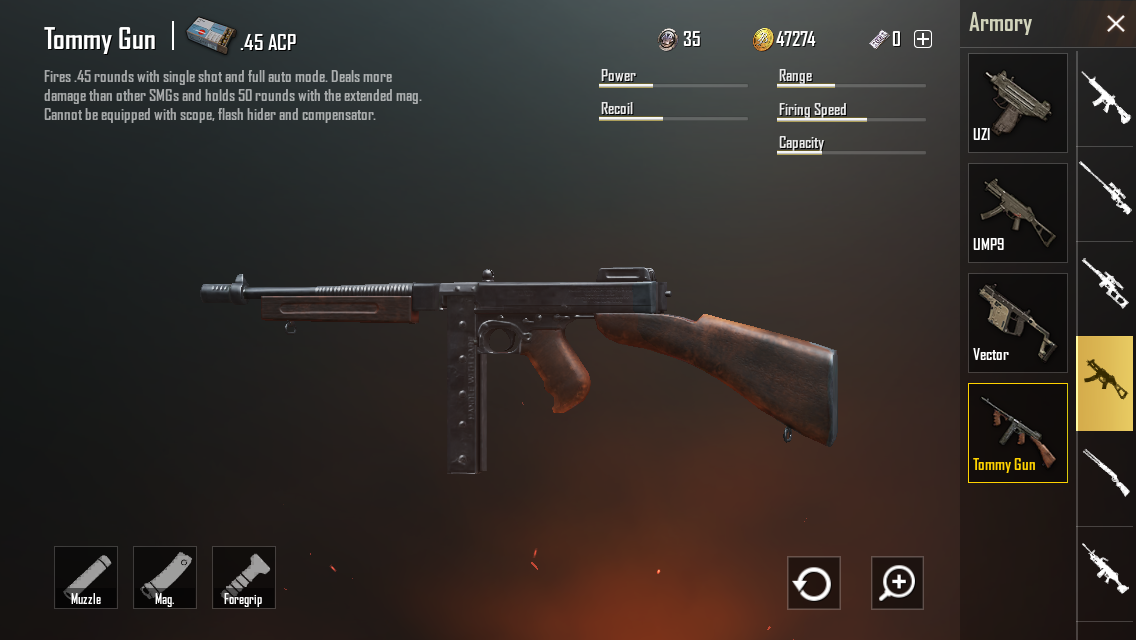 Tommy Gun
.45 ACP
35
47274
0
Armory
Fires .45 rounds with single shot and full auto mode. Deals more
damage than other SMGs and holds 50 rounds with the extended mag.
Cannot be equipped with scope, flash hider and compensator.
Power
Range
Recoil
Firing Speed
Capacity
UZI
UMP9
Vector
Tommy Gun
Muzzle
Mag.
Foregrip